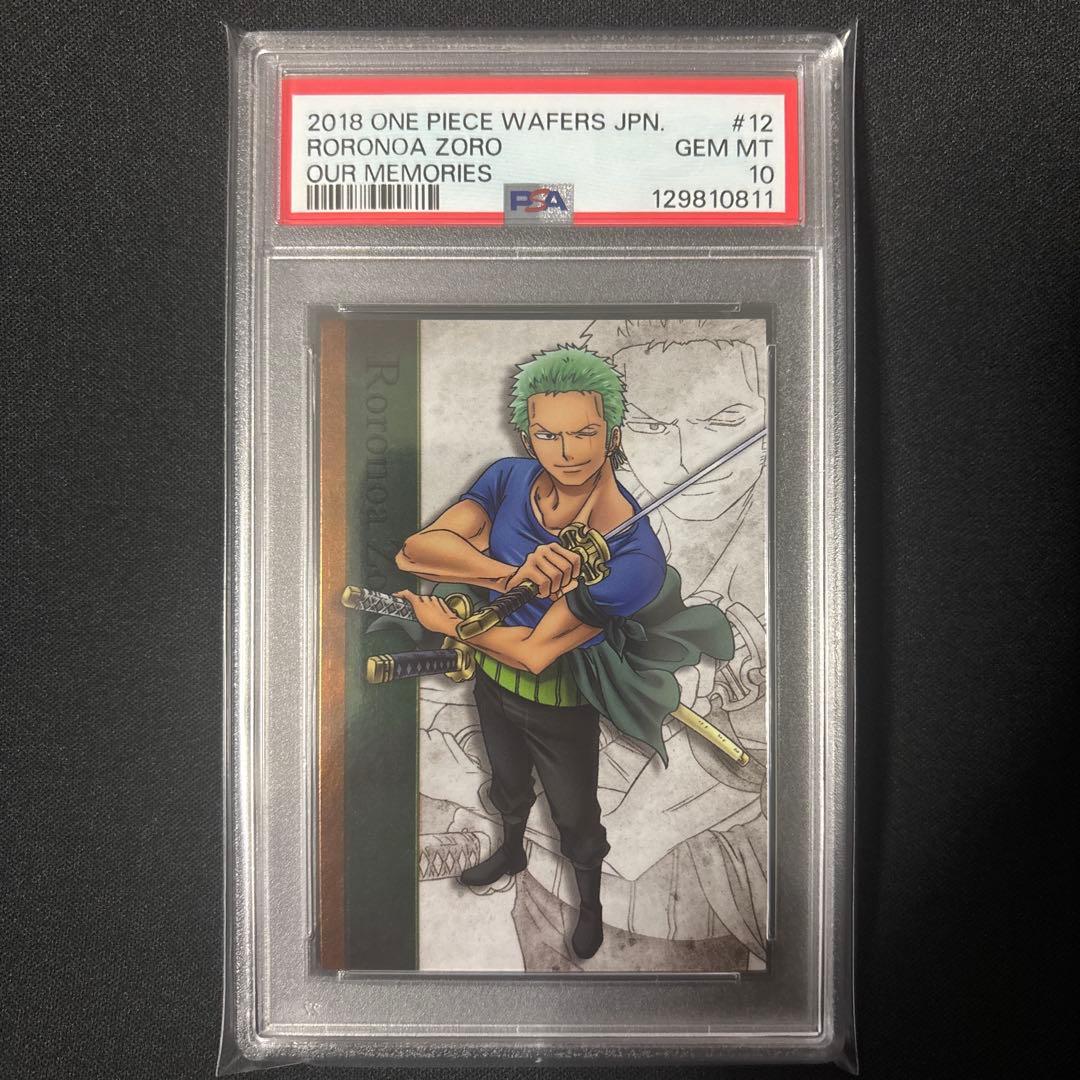 2018 ONE PIECE WAFERS JPN. #12
RORONOA ZORO GEM MT
OUR MEMORIES 10
PSA 129810811
Roronoa Zoro